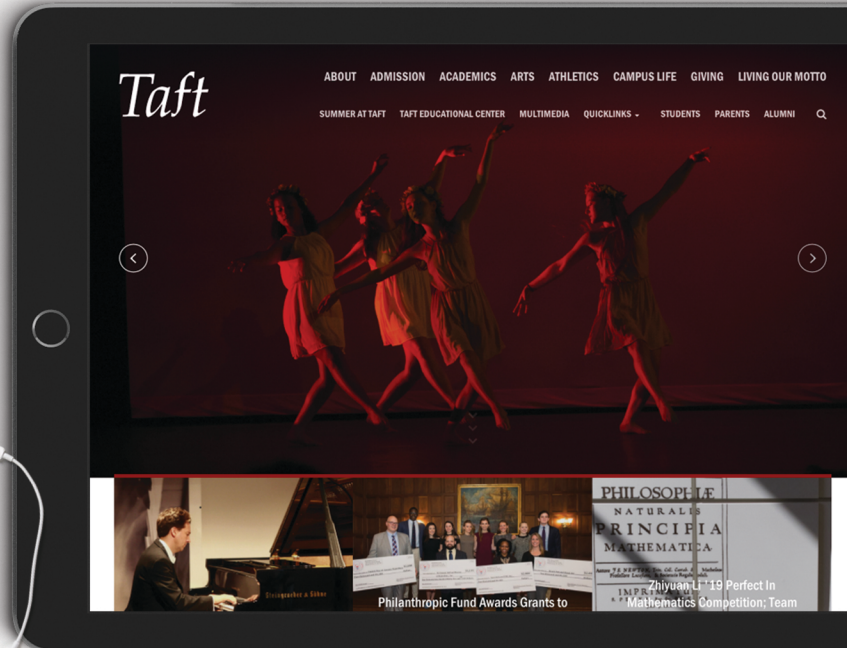 Taft
ABOUT ADMISSION ACADEMICS ARTS ATHLETICS CAMPUS LIFE GIVING LIVING OUR MOTTO
SUMMER AT TAFT TAFT EDUCATIONAL CENTER MULTIMEDIA QUICKLINKS STUDENTS PARENTS ALUMNI
Philanthropic Fund Awards Grants to
PHILOSOPHIÆ
NATURALIS
PRINCIPIA
MATHEMATICA
Zhiyuan Li '19 Perfect In
Mathematics Competition; Team